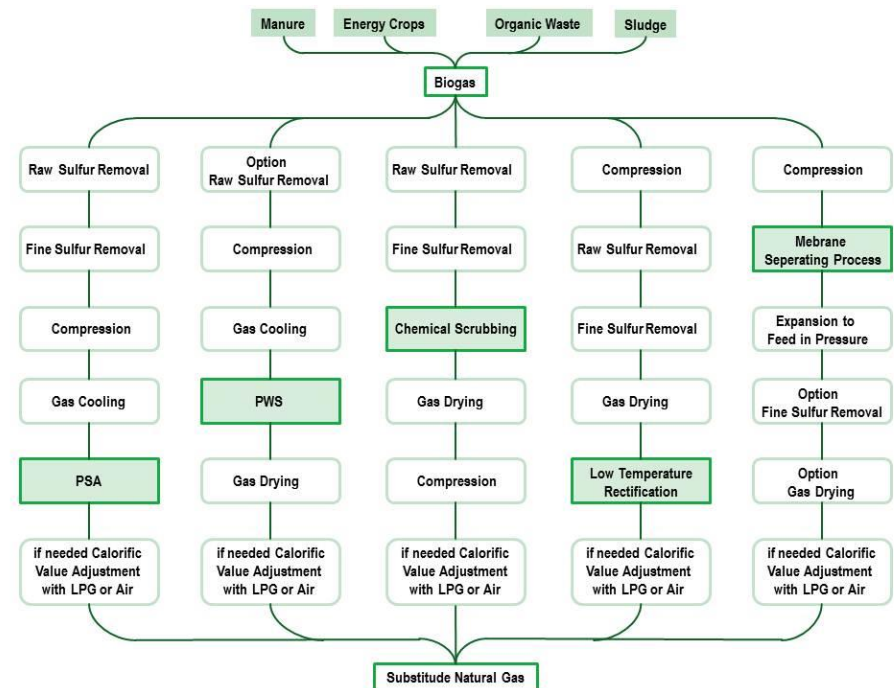 Manure
Energy Crops
Organic Waste
Sludge
Biogas
Raw Sulfur Removal
Option
Raw Sulfur Removal
Raw Sulfur Removal
Compression
Compression
Fine Sulfur Removal
Compression
Fine Sulfur Removal
Raw Sulfur Removal
Mebrane
Seperating Process
Compression
Gas Cooling
Chemical Scrubbing
Fine Sulfur Removal
Expansion to
Feed in Pressure
Gas Cooling
PWS
Gas Drying
Gas Drying
Option
Fine Sulfur Removal
PSA
Gas Drying
Compression
Low Temperature
Rectification
Option
Gas Drying
if needed Calorific
Value Adjustment
with LPG or Air
if needed Calorific
Value Adjustment
with LPG or Air
if needed Calorific
Value Adjustment
with LPG or Air
if needed Calorific
Value Adjustment
with LPG or Air
if needed Calorific
Value Adjustment
with LPG or Air
Substitude Natural Gas